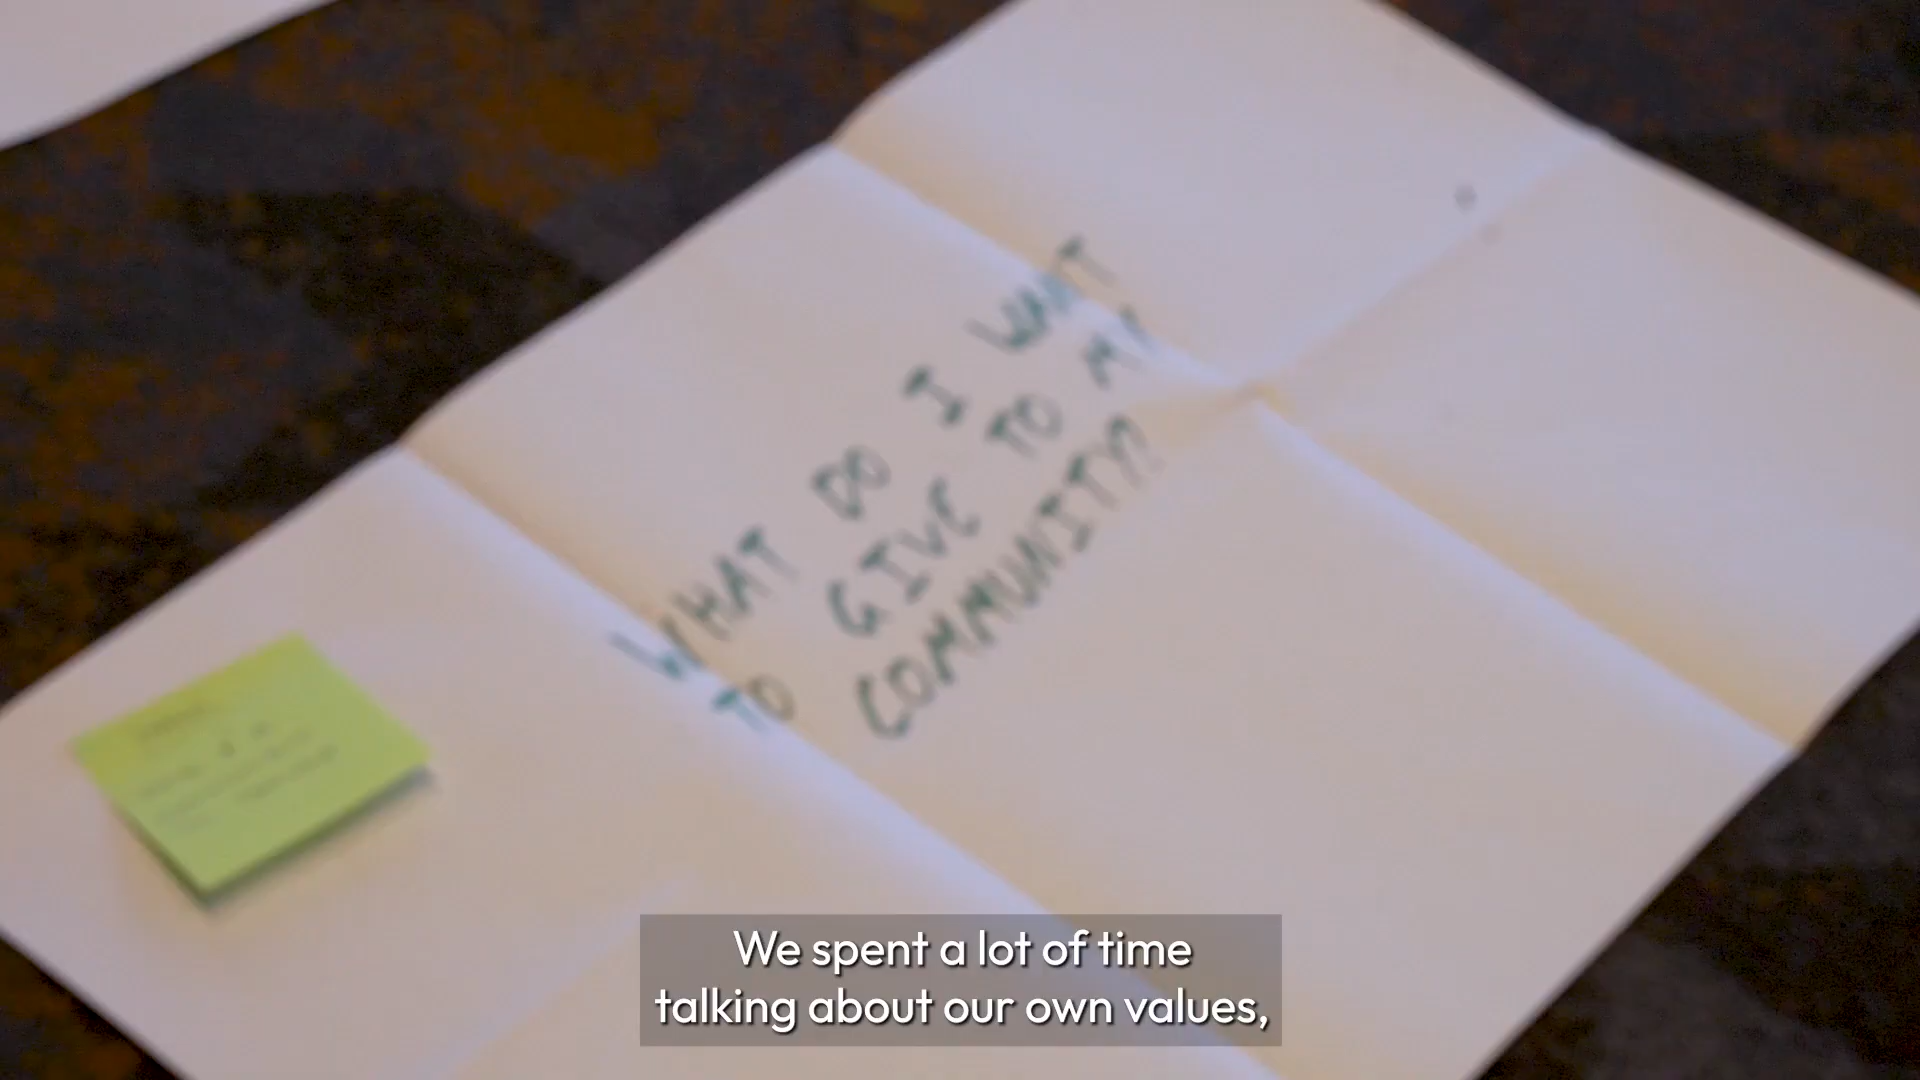 WHAT DO I WANT
TO GIVE TO MY
COMMUNITY?
We spent a lot of time
talking about our own values,